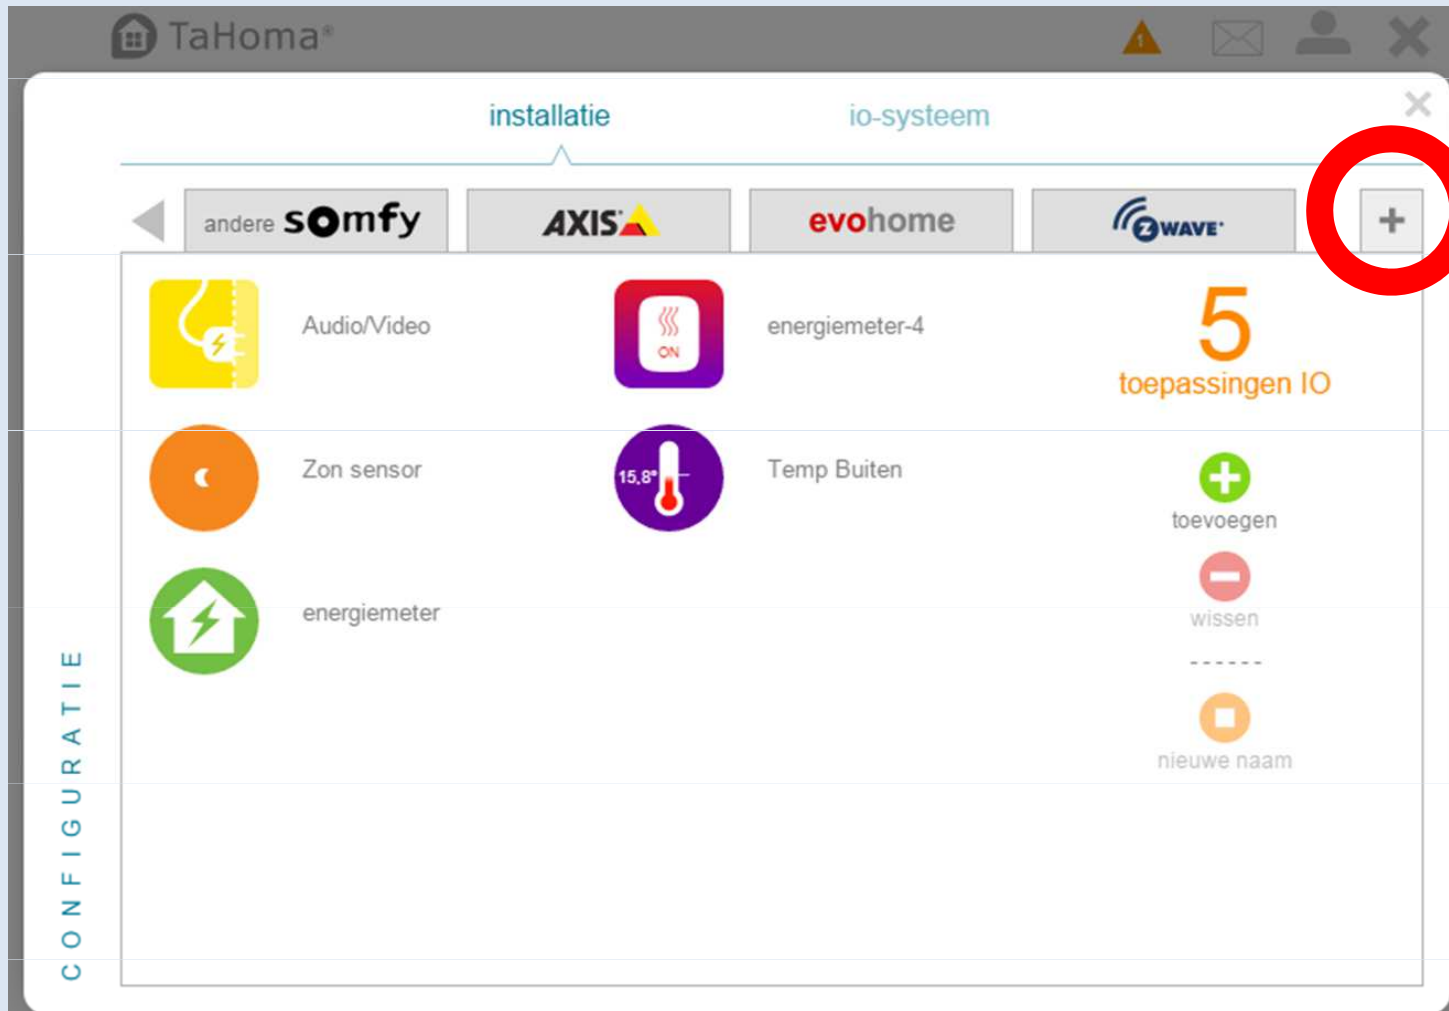 TaHoma®
1
installatie
io-systeem
andere somfy
AXIS
evohome
Z WAVE
+
Audio/Video
ON
energiemeter-4
5
toepassingen IO
Zon sensor
15,8°
Temp Buiten
toevoegen
energiemeter
wissen
------
nieuwe naam
CONFIGURATIE